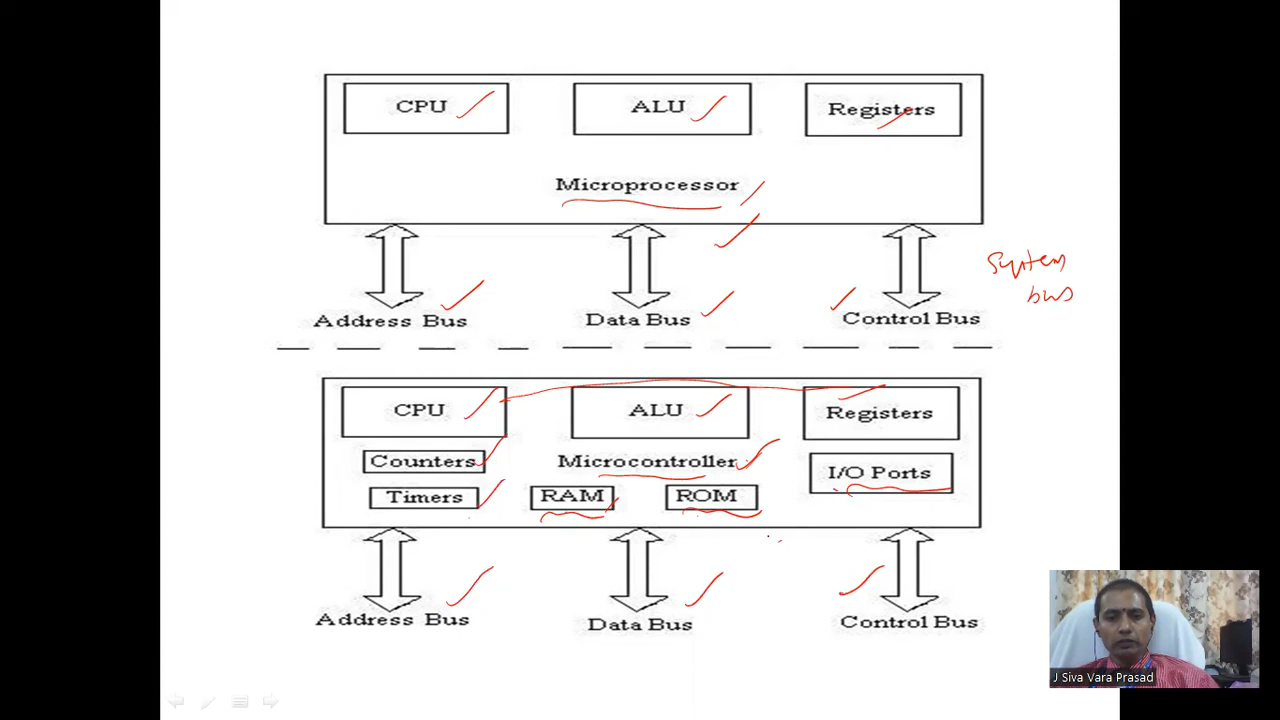 CPU ALU Registers
Microprocessor
System
bus
Address Bus Data Bus Control Bus
CPU ALU Registers
Counters Microcontroller I/O Ports
Timers RAM ROM
Address Bus Data Bus Control Bus
J Siva Vara Prasad